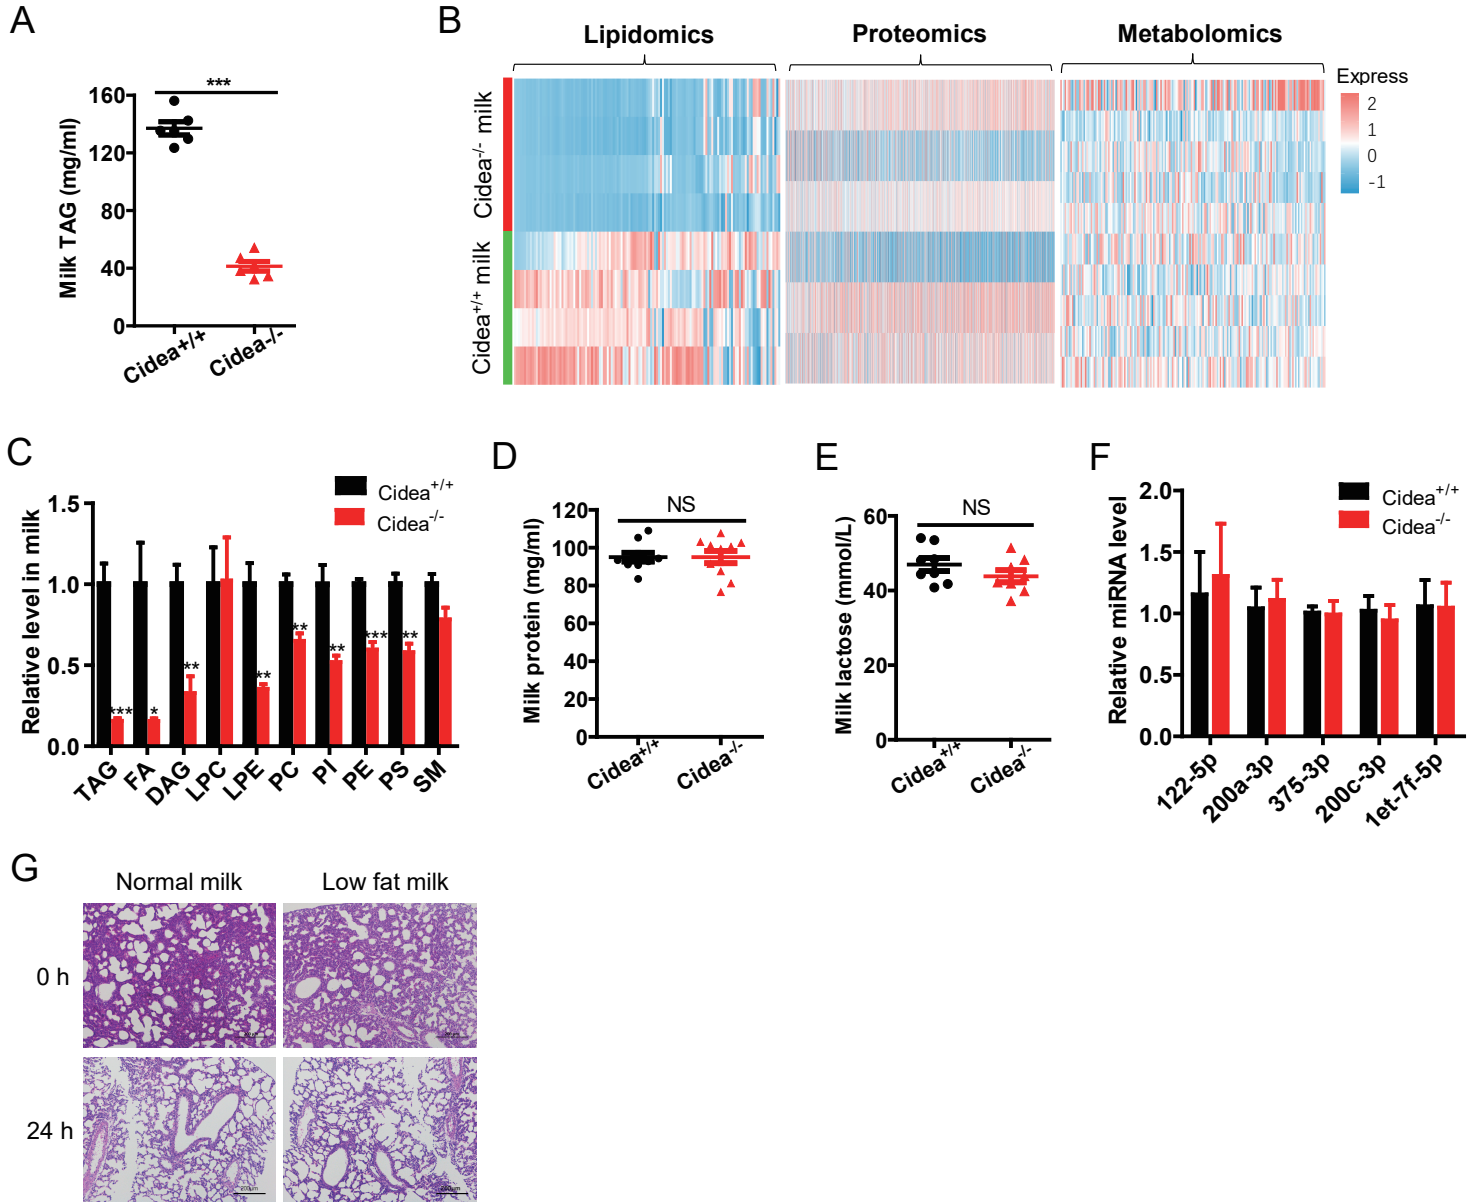 A
Milk TAG (mg/ml)
160
120
80
40
0
***
Cidea+/+
Cidea-/-
B
Lipidomics
Proteomics
Metabolomics
Cidea-/- milk
Cidea+/+ milk
Express
2
1
0
-1
C
Relative level in milk
1.5
1.0
0.5
0.0
Cidea+/+
Cidea-/-
***
*
**
**
**
**
***
**
TAG
FA
DAG
LPC
LPE
PC
PI
PE
PS
SM
D
Milk protein (mg/ml)
120
100
80
60
40
20
0
NS
Cidea+/+
Cidea-/-
E
Milk lactose (mmol/L)
60
40
20
0
NS
Cidea+/+
Cidea-/-
F
Relative miRNA level
2.0
1.5
1.0
0.5
0.0
Cidea+/+
Cidea-/-
122-5p
200a-3p
375-3p
200c-3p
1et-7f-5p
G
Normal milk
Low fat milk
0 h
24 h
200μm